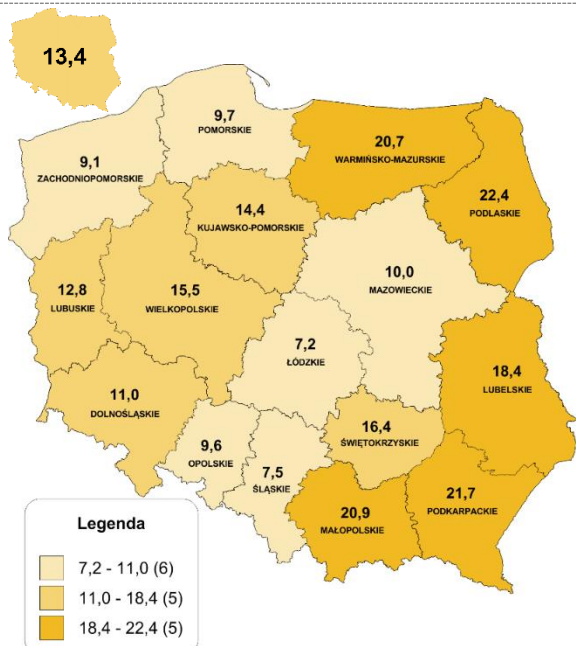 13,4
9,7
POMORSKIE
9,1
ZACHODNIOPOMORSKIE
20,7
WARMIŃSKO-MAZURSKIE
22,4
PODLASKIE
14,4
KUJAWSKO-POMORSKIE
10,0
MAZOWIECKIE
12,8
LUBUSKIE
15,5
WIELKOPOLSKIE
7,2
ŁÓDZKIE
18,4
LUBELSKIE
11,0
DOLNOŚLĄSKIE
16,4
ŚWIĘTOKRZYSKIE
9,6
OPOLSKIE
7,5
ŚLĄSKIE
20,9
MAŁOPOLSKIE
21,7
PODKARPACKIE
Legenda
7,2 - 11,0 (6)
11,0 - 18,4 (5)
18,4 - 22,4 (5)